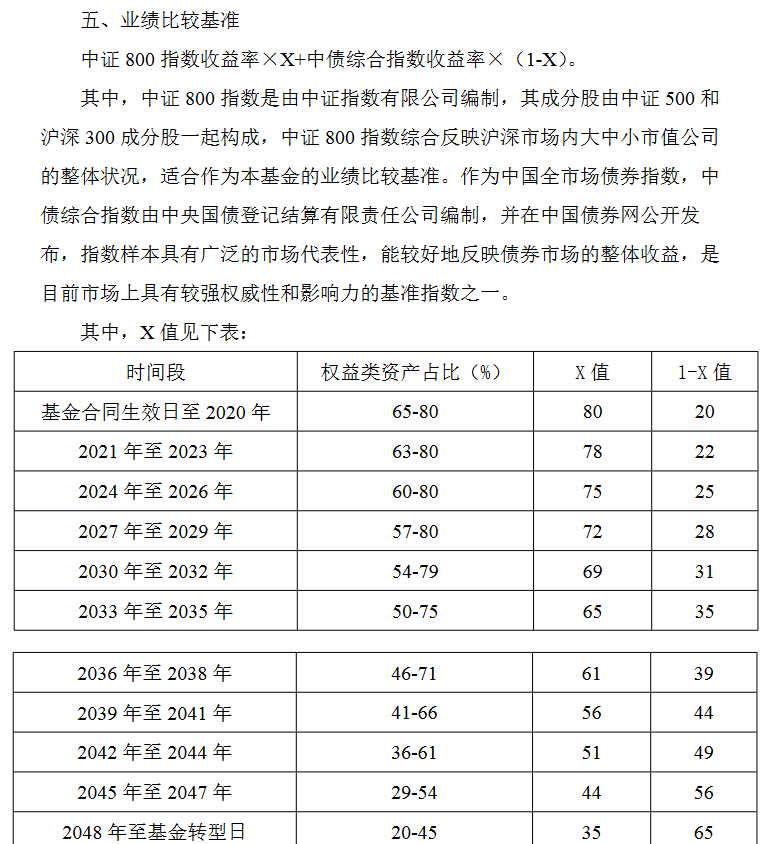 五、业绩比较基准
中证 800 指数收益率×X+中债综合指数收益率×（1-X）。
其中，中证 800 指数是由中证指数有限公司编制，其成分股由中证 500 和
沪深 300 成分股一起构成，中证 800 指数综合反映沪深市场内大中小市值公司
的整体状况，适合作为本基金的业绩比较基准。作为中国全市场债券指数，中
债综合指数由中央国债登记结算有限责任公司编制，并在中国债券网公开发
布，指数样本具有广泛的市场代表性，能较好地反映债券市场的整体收益，是
目前市场上具有较强权威性和影响力的基准指数之一。
其中，X 值见下表：
时间段 权益类资产占比（%） X 值 1-X 值
基金合同生效日至 2020 年 65-80 80 20
2021 年至 2023 年 63-80 78 22
2024 年至 2026 年 60-80 75 25
2027 年至 2029 年 57-80 72 28
2030 年至 2032 年 54-79 69 31
2033 年至 2035 年 50-75 65 35
2036 年至 2038 年 46-71 61 39
2039 年至 2041 年 41-66 56 44
2042 年至 2044 年 36-61 51 49
2045 年至 2047 年 29-54 44 56
2048 年至基金转型日 20-45 35 65